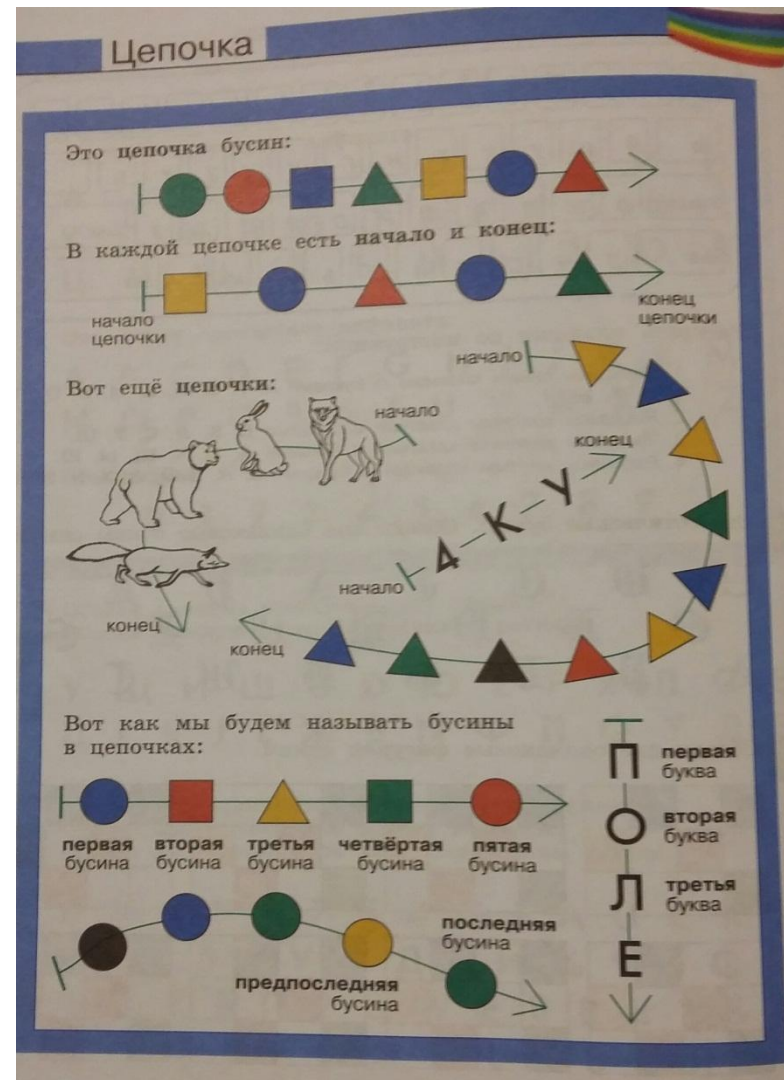 Цепочка
Это цепочка бусин:
В каждой цепочке есть начало и конец:
начало
цепочки
конец
цепочки
Вот ещё цепочки:
начало
начало
конец
4 К У
начало
конец
конец
Вот как мы будем называть бусины
в цепочках:
первая
бусина
вторая
бусина
третья
бусина
четвёртая
бусина
пятая
бусина
последняя
бусина
предпоследняя
бусина
П
первая
буква
О
вторая
буква
Л
третья
буква
Е